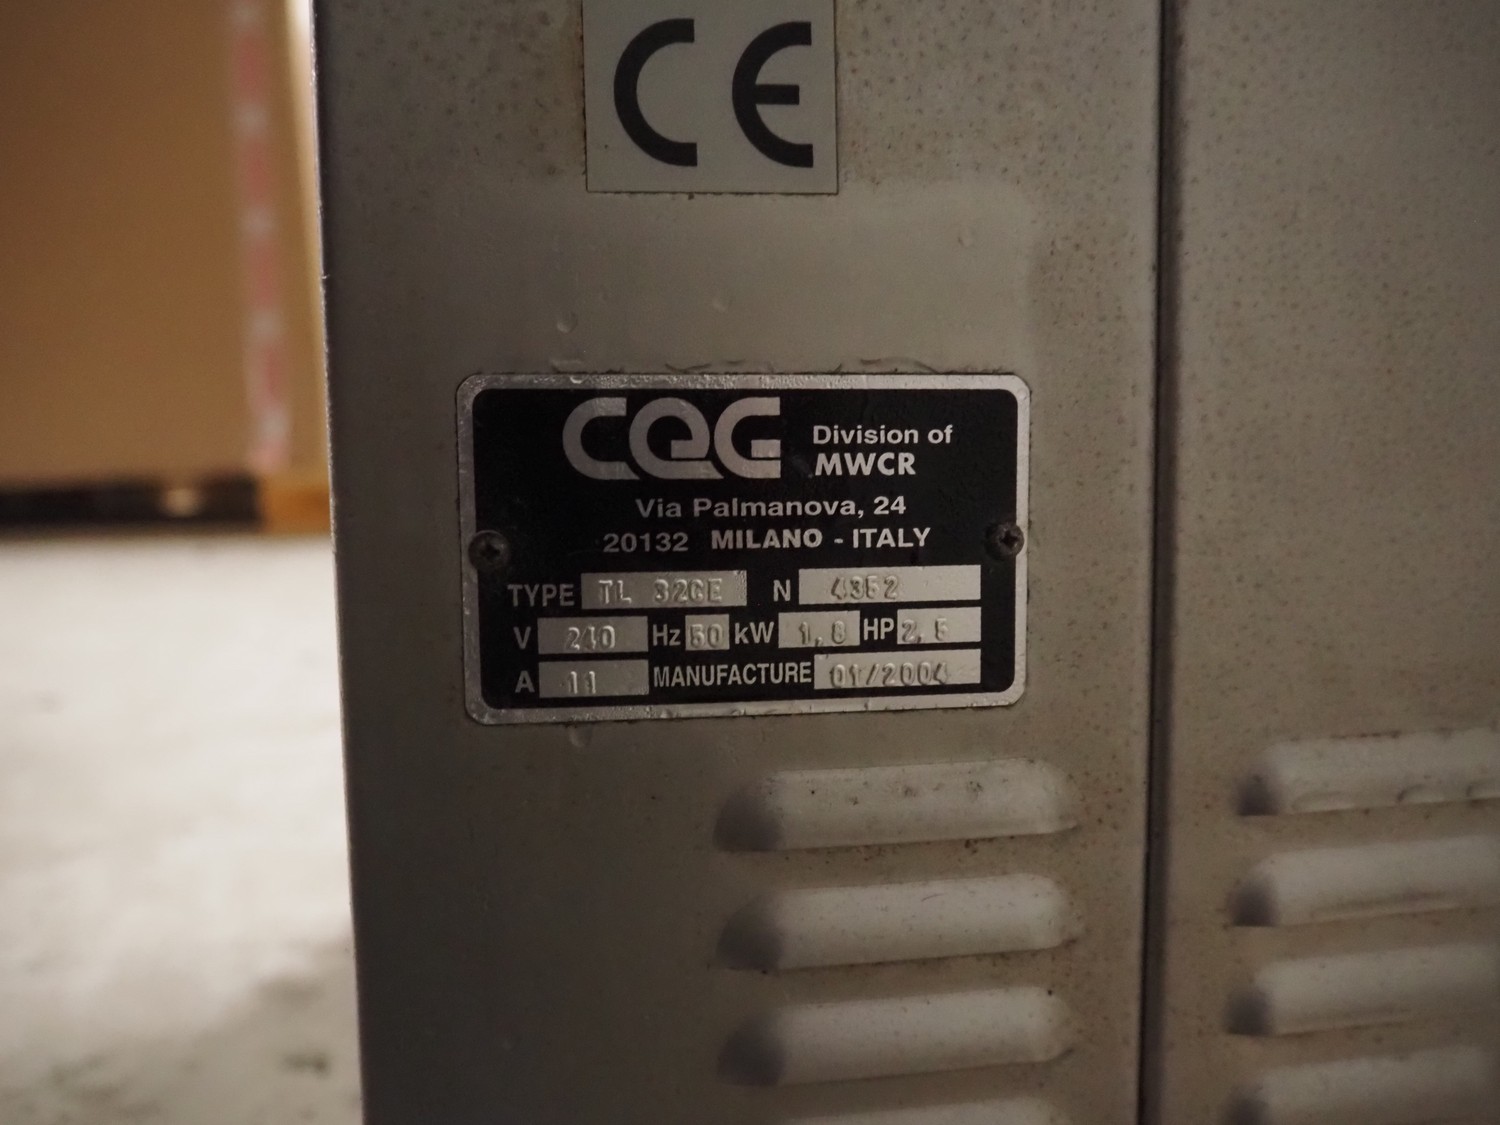 CE
CEG Division of
MWCR
Via Palmanova, 24
20132 MILANO - ITALY
TYPE TL 32CE N 4352
V 240 Hz 50 kW 1,8 HP 2,5
A 11 MANUFACTURE 01/2004